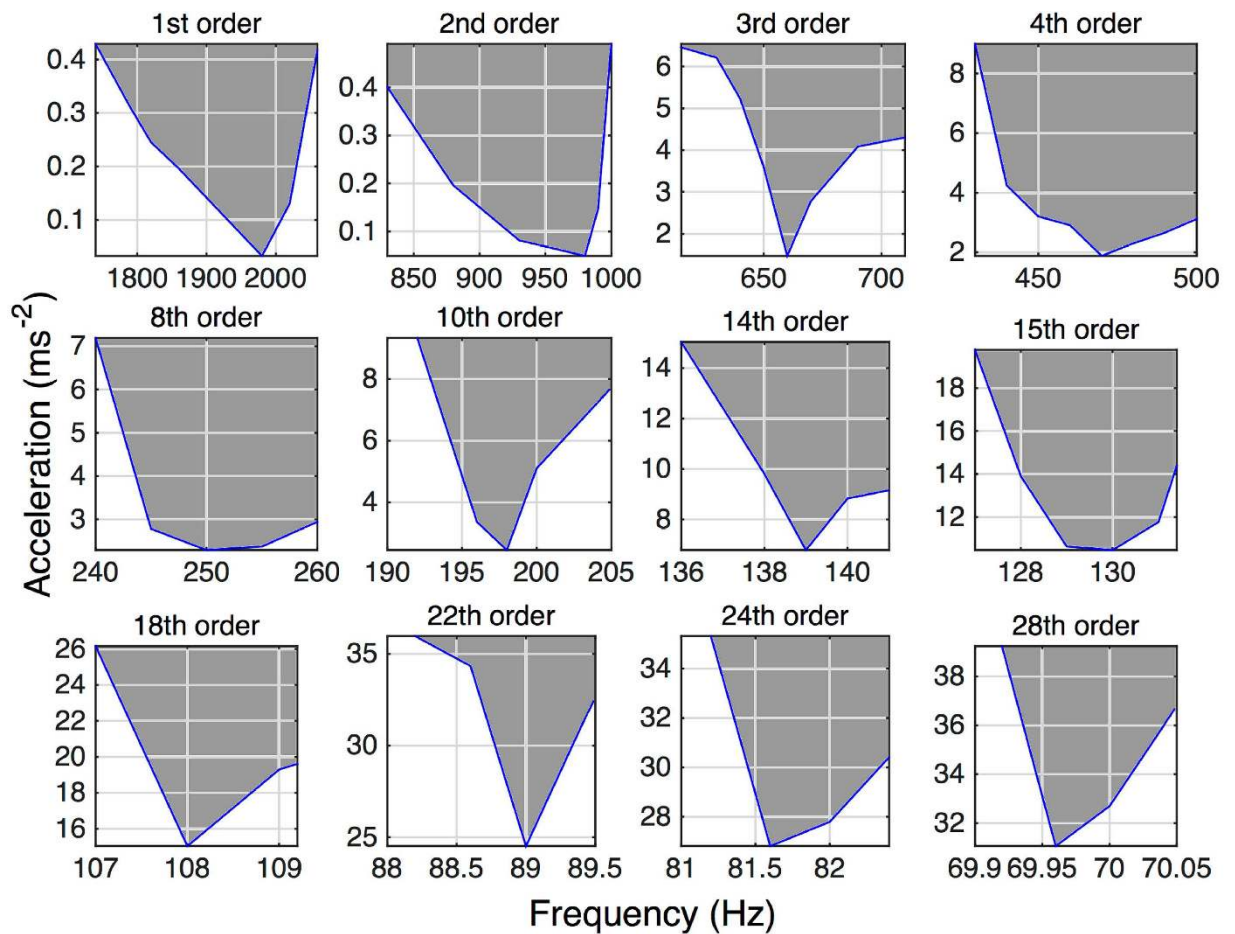 1st order
2nd order
3rd order
4th order
0.4
0.3
0.2
0.1
1800 1900 2000
0.4
0.3
0.2
0.1
850 900 950 1000
6
5
4
3
2
650 700
8
6
4
2
450 500
Acceleration (ms⁻²)
8th order
10th order
14th order
15th order
7
6
5
4
3
240 250 260
8
6
4
190 195 200 205
14
12
10
8
136 138 140
18
16
14
12
128 130
18th order
22th order
24th order
28th order
26
24
22
20
18
16
107 108 109
35
30
25
88 88.5 89 89.5
34
32
30
28
81 81.5 82
38
36
34
32
69.9 69.95 70 70.05
Frequency (Hz)